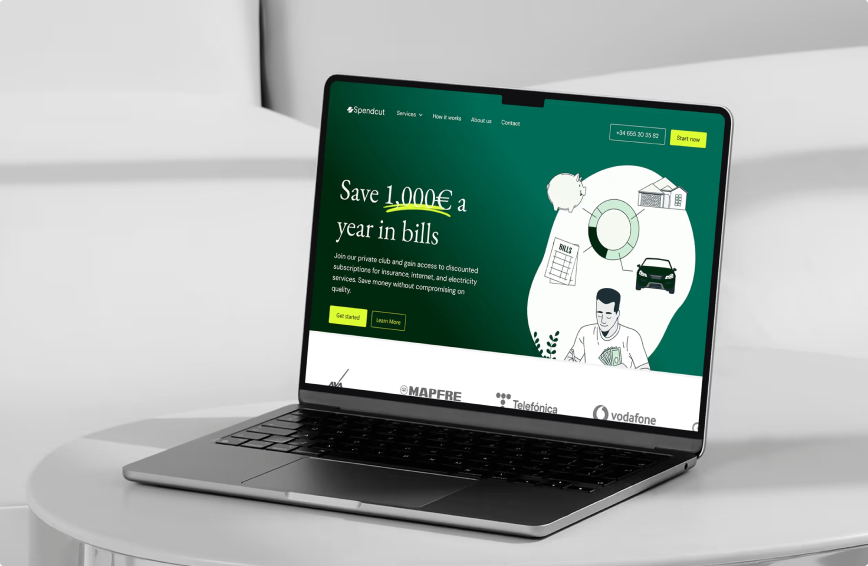 Spendcut
Services
How it works
About us
Contact
+34 655 30 35 82
Start now
Save 1,000€ a
year in bills
Join our private club and gain access to discounted
subscriptions for insurance, internet, and electricity
services. Save money without compromising on
quality.
Get started
Learn More
BILLS
MAPFRE
Telefónica
vodafone